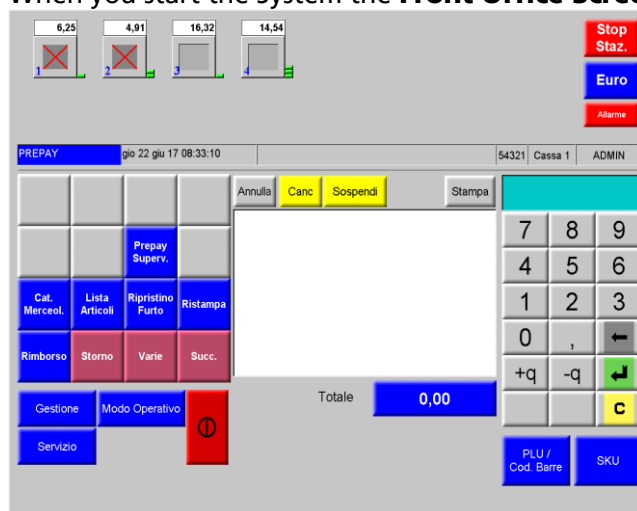 When you start the system the Front Office Scree
6,25
4,91
16,32
14,54
1
2
3
4
Stop
Staz.
Euro
Allarme
PREPAY gio 22 giu 17 08:33:10 54321 Cassa 1 ADMIN
Annulla Canc Sospendi Stampa
Prepay
Superv.
Cat.
Merceol.
Lista
Articoli
Ripristino
Furto
Ristampa
Rimborso Storno Varie Succ.
7 8 9
4 5 6
1 2 3
0 ,
+q -q
C
Gestione Modo Operativo
Servizio
Totale 0,00
PLU /
Cod. Barre
SKU